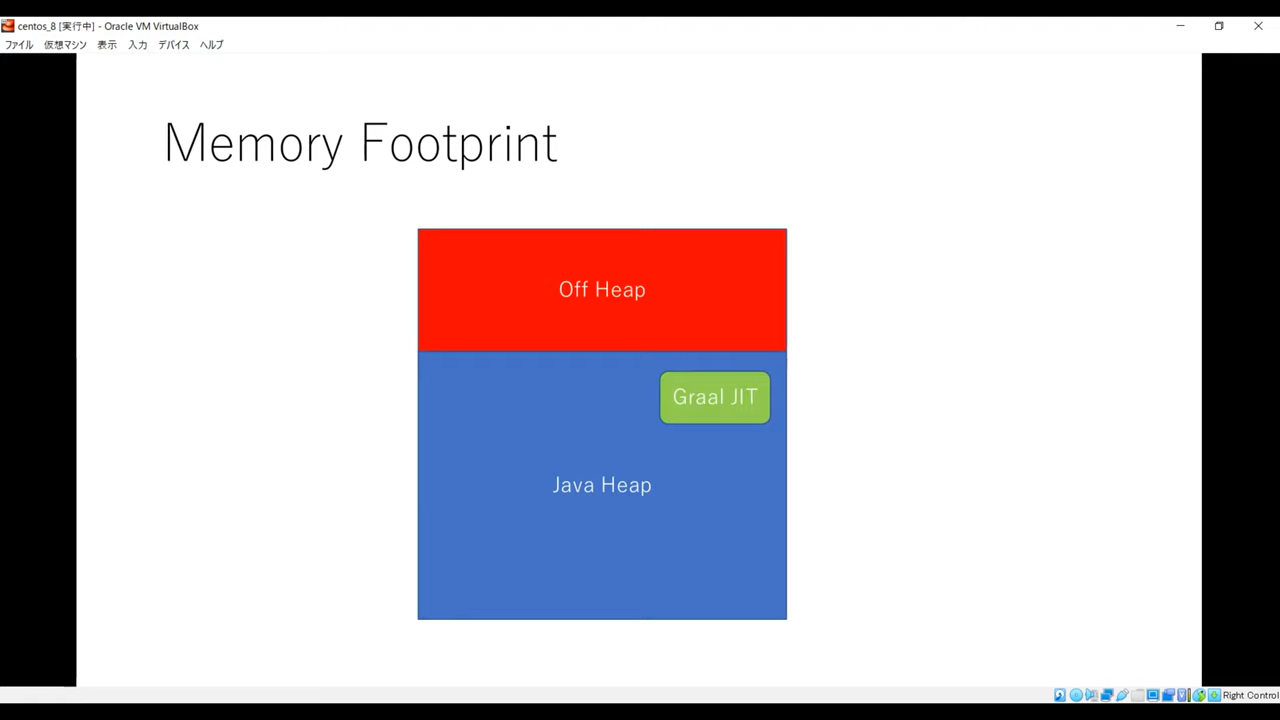 centos_8 [実行中] - Oracle VM VirtualBox
ファイル 仮想マシン 表示 入力 デバイス ヘルプ
Memory Footprint
Off Heap
Graal JIT
Java Heap
Right Control